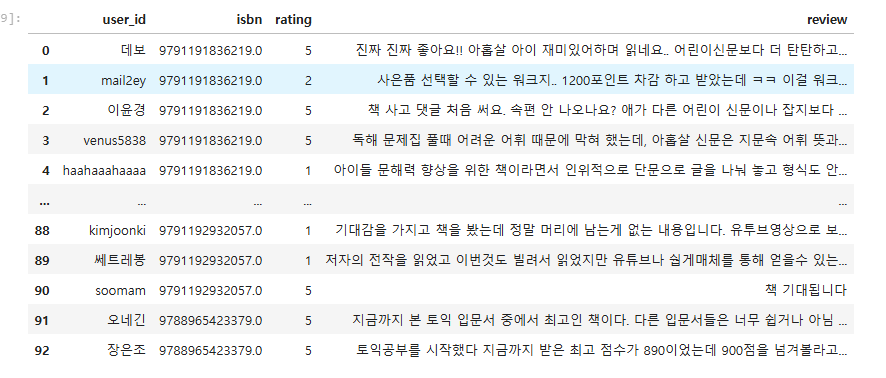 9]:
user_id isbn rating review
0 데보 9791191836219.0 5 진짜 진짜 좋아요!! 아홉살 아이 재미있어하며 읽네요.. 어린이신문보다 더 탄탄하고...
1 mail2ey 9791191836219.0 2 사은품 선택할 수 있는 워크지.. 1200포인트 차감 하고 받았는데 ㅋㅋ 이걸 워크...
2 이윤경 9791191836219.0 5 책 사고 댓글 처음 써요. 속편 안 나오나요? 애가 다른 어린이 신문이나 잡지보다 ...
3 venus5838 9791191836219.0 5 독해 문제집 풀때 어려운 어휘 때문에 막혀 했는데, 아홉살 신문은 지문속 어휘 뜻과...
4 haahaaahaaaa 9791191836219.0 1 아이들 문해력 향상을 위한 책이라면서 인위적으로 단문으로 글을 나눠 놓고 형식도 안...
... ... ... ... ...
88 kimjoonki 9791192932057.0 1 기대감을 가지고 책을 봤는데 정말 머리에 남는게 없는 내용입니다. 유투브영상으로 보...
89 쎄트레봉 9791192932057.0 1 저자의 전작을 읽었고 이번것도 빌려서 읽었지만 유튜브나 쉽게매체를 통해 얻을수 있는...
90 soomam 9791192932057.0 5 책 기대됩니다
91 오네긴 9788965423379.0 5 지금까지 본 토익 입문서 중에서 최고인 책이다. 다른 입문서들은 너무 쉽거나 아님 ...
92 장은조 9788965423379.0 5 토익공부를 시작했다 지금까지 받은 최고 점수가 890이었는데 900점을 넘겨볼라고...